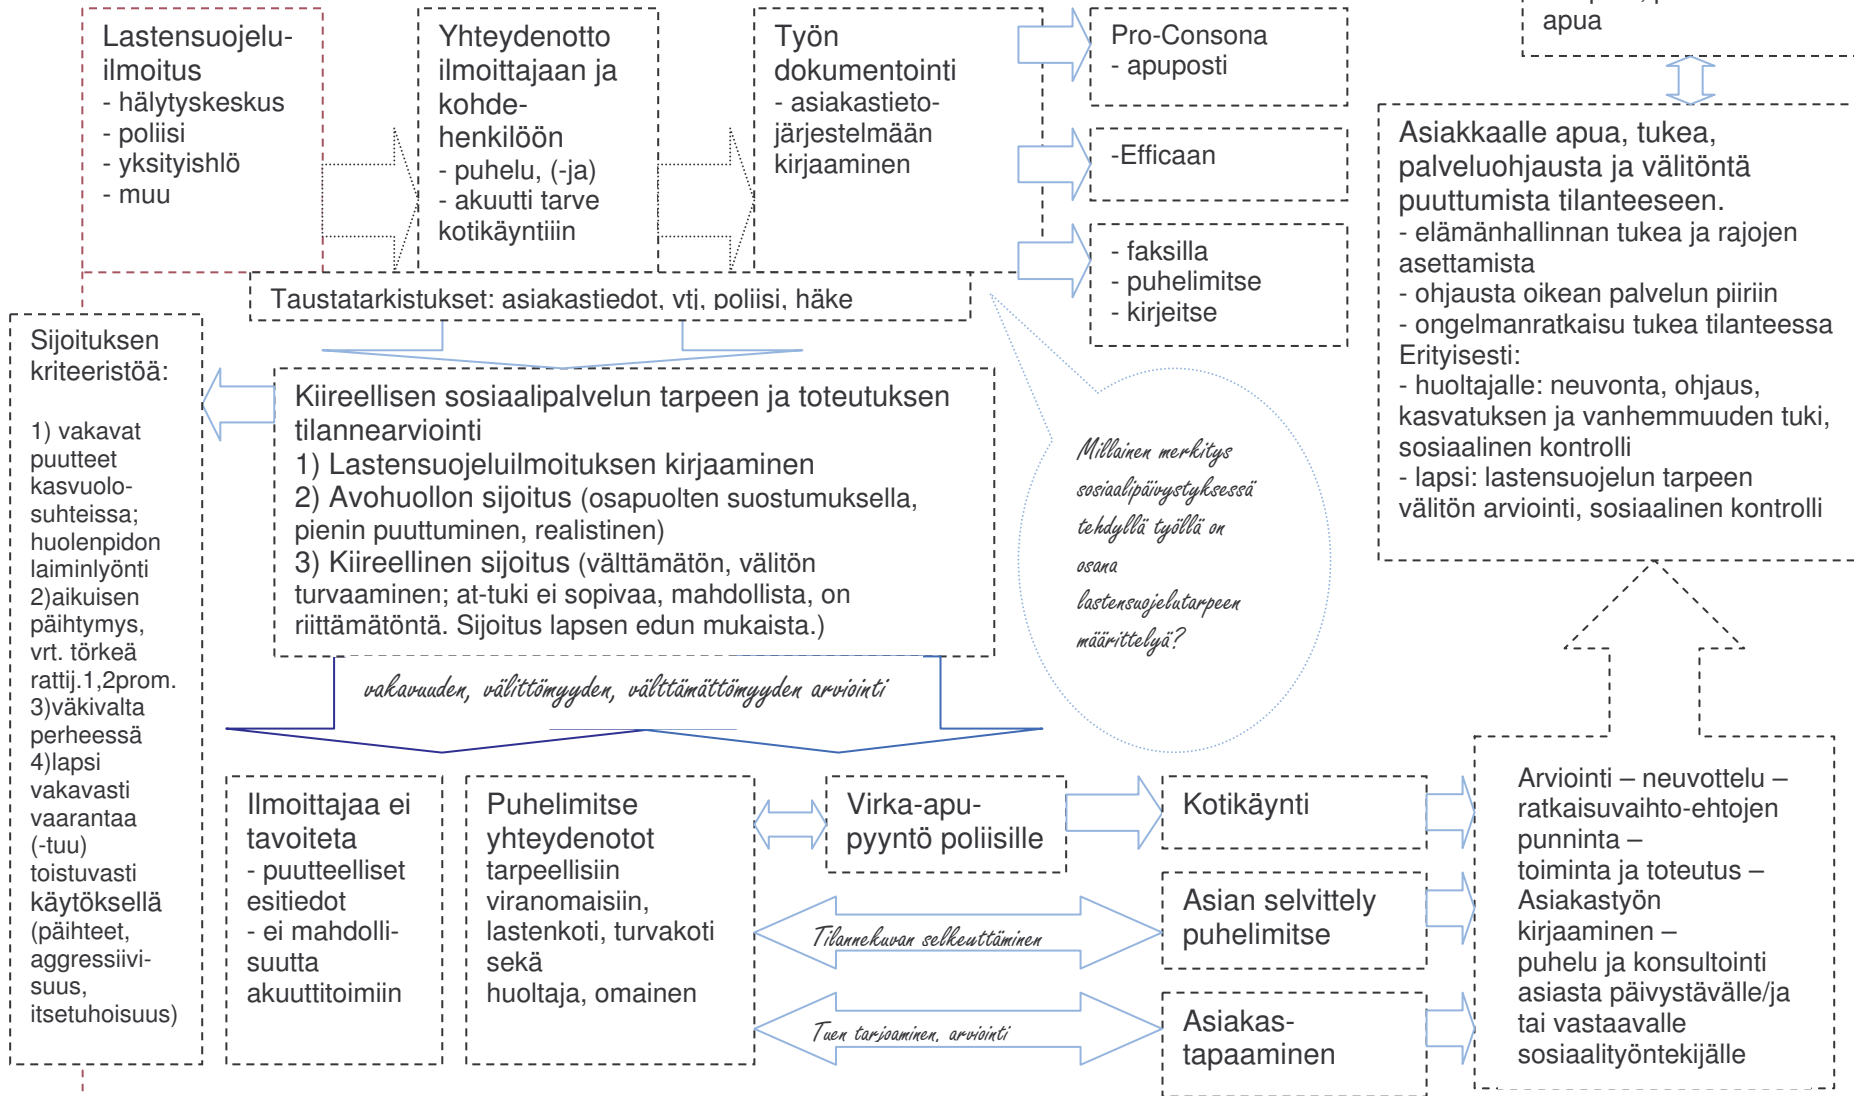 Lastensuojelu-
ilmoitus
- hälytyskeskus
- poliisi
- yksityishlö
- muu
Yhteydenotto
ilmoittajaan ja
kohde-
henkilöön
- puhelu, (-ja)
- akuutti tarve
kotikäyntiiin
Työn
dokumentointi
- asiakastieto-
järjestelmään
kirjaaminen
Pro-Consona
- apuposti
-Efficaan
- faksilla
- puhelimitse
- kirjeitse
apua
Asiakkaalle apua, tukea,
palveluohjausta ja välitöntä
puuttumista tilanteeseen.
- elämänhallinnan tukea ja rajojen
asettamista
- ohjausta oikean palvelun piiriin
- ongelmanratkaisu tukea tilanteessa
Erityisesti:
- huoltajalle: neuvonta, ohjaus,
kasvatuksen ja vanhemmuuden tuki,
sosiaalinen kontrolli
- lapsi: lastensuojelun tarpeen
välitön arviointi, sosiaalinen kontrolli
Taustatarkistukset: asiakastiedot, vtj, poliisi, häke
Sijoituksen
kriteeristöä:
1) vakavat
puutteet
kasvuolo-
suhteissa;
huolenpidon
laiminlyönti
2)aikuisen
päihtymys,
vrt. törkeä
rattij.1,2prom.
3)väkivalta
perheessä
4)lapsi
vakavasti
vaarantaa
(-tuu)
toistuvasti
käytöksellä
(päihteet,
aggressiivi-
suus,
itsetuhoisuus)
Kiireellisen sosiaalipalvelun tarpeen ja toteutuksen
tilannearviointi
1) Lastensuojeluilmoituksen kirjaaminen
2) Avohuollon sijoitus (osapuolten suostumuksella,
pienin puuttuminen, realistinen)
3) Kiireellinen sijoitus (välttämätön, välitön
turvaaminen; at-tuki ei sopivaa, mahdollista, on
riittämätöntä. Sijoitus lapsen edun mukaista.)
Millainen merkitys
sosiaalipäivystyksessä
tehdyllä työllä on
osana
lastensuojelutarpeen
määrittelyä?
vakavuuden, välittömyyden, välttämättömyyden arviointi
Ilmoittajaa ei
tavoiteta
- puutteelliset
esitiedot
- ei mahdolli-
suutta
akuuttitoimiin
Puhelimitse
yhteydenotot
tarpeellisiin
viranomaisiin,
lastenkoti, turvakoti
sekä
huoltaja, omainen
Virka-apu-
pyyntö poliisille
Kotikäynti
Tilannekuvan selkeuttäminen
Asian selvittely
puhelimitse
Tuen tarjoaminen, arviointi
Asiakas-
tapaaminen
Arviointi – neuvottelu –
ratkaisuvaihto-ehtojen
punninta –
toiminta ja toteutus –
Asiakastyön
kirjaaminen –
puhelu ja konsultointi
asiasta päivystävälle/ja
tai vastaavalle
sosiaalityöntekijälle